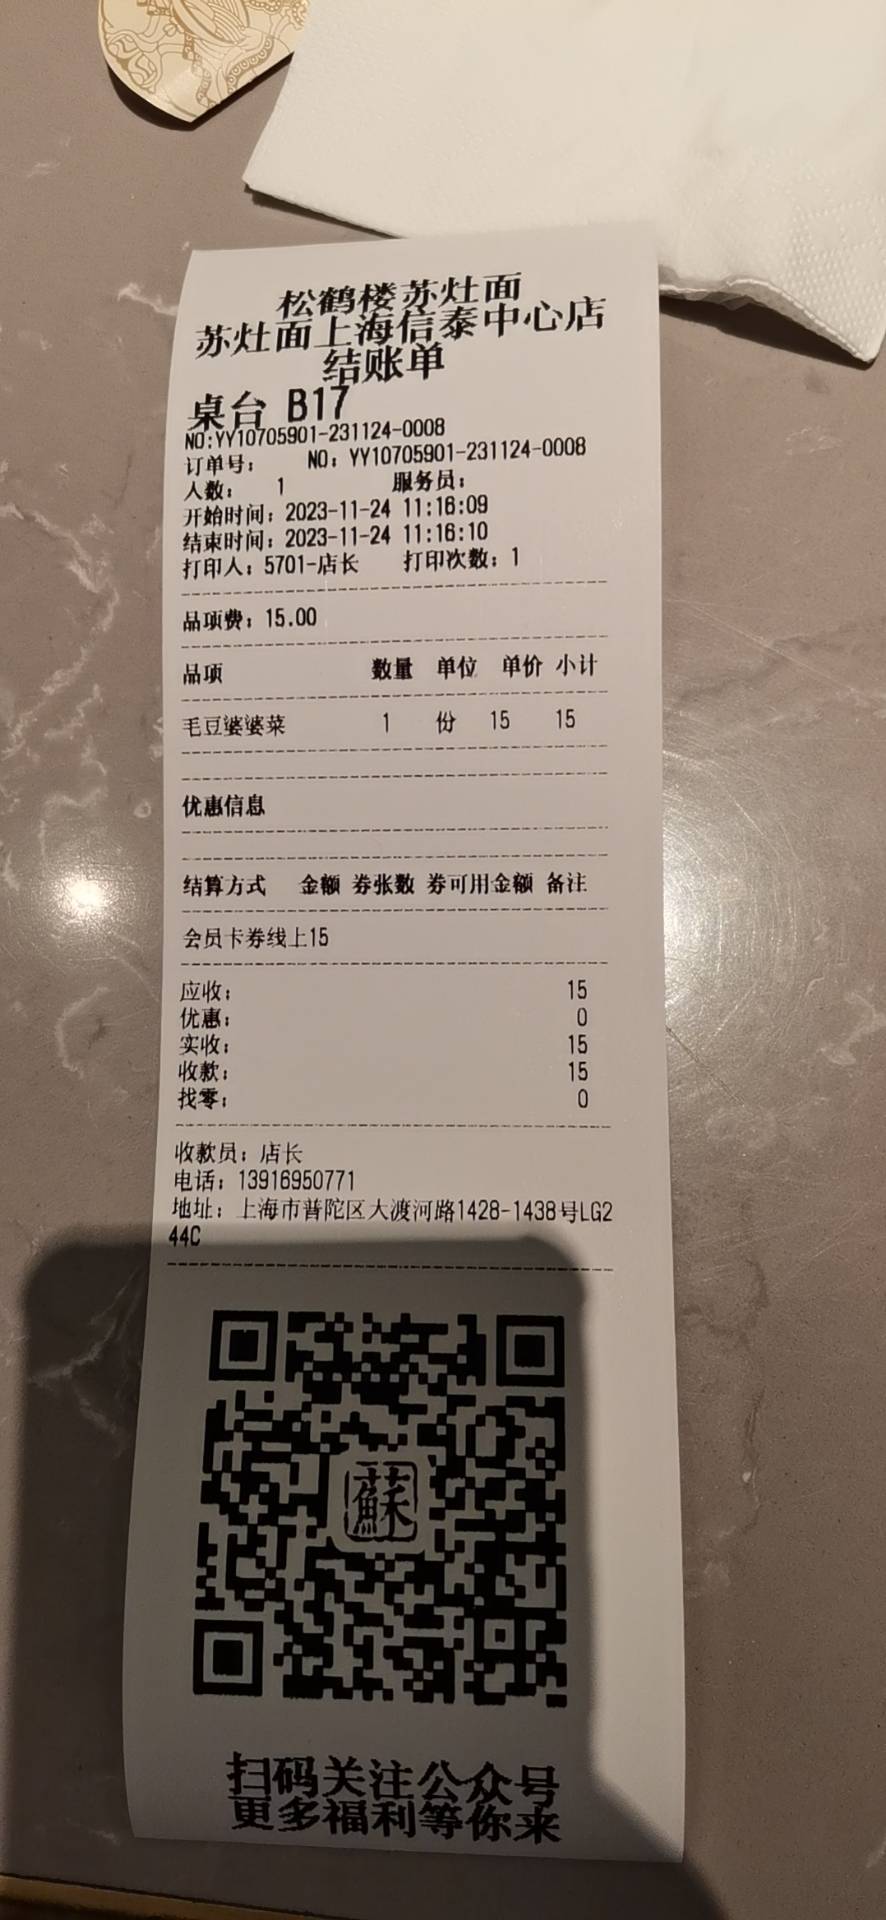 松鹤楼苏灶面
苏灶面上海信泰中心店
结账单
桌台 B17
NO:YY10705901-231124-0008
订单号: NO: YY10705901-231124-0008
人数: 1 服务员:
开始时间: 2023-11-24 11:16:09
结束时间: 2023-11-24 11:16:10
打印人: 5701-店长 打印次数: 1
品项费: 15.00
品项 数量 单位 单价 小计
毛豆婆婆菜 1 份 15 15
优惠信息
结算方式 金额 券张数 券可用金额 备注
会员卡券线上15
应收: 15
优惠: 0
实收: 15
收款: 15
找零: 0
收款员: 店长
电话: 13916950771
地址: 上海市普陀区大渡河路1428-1438号LG2
44C
蘇
扫码关注公众号
更多福利等你来